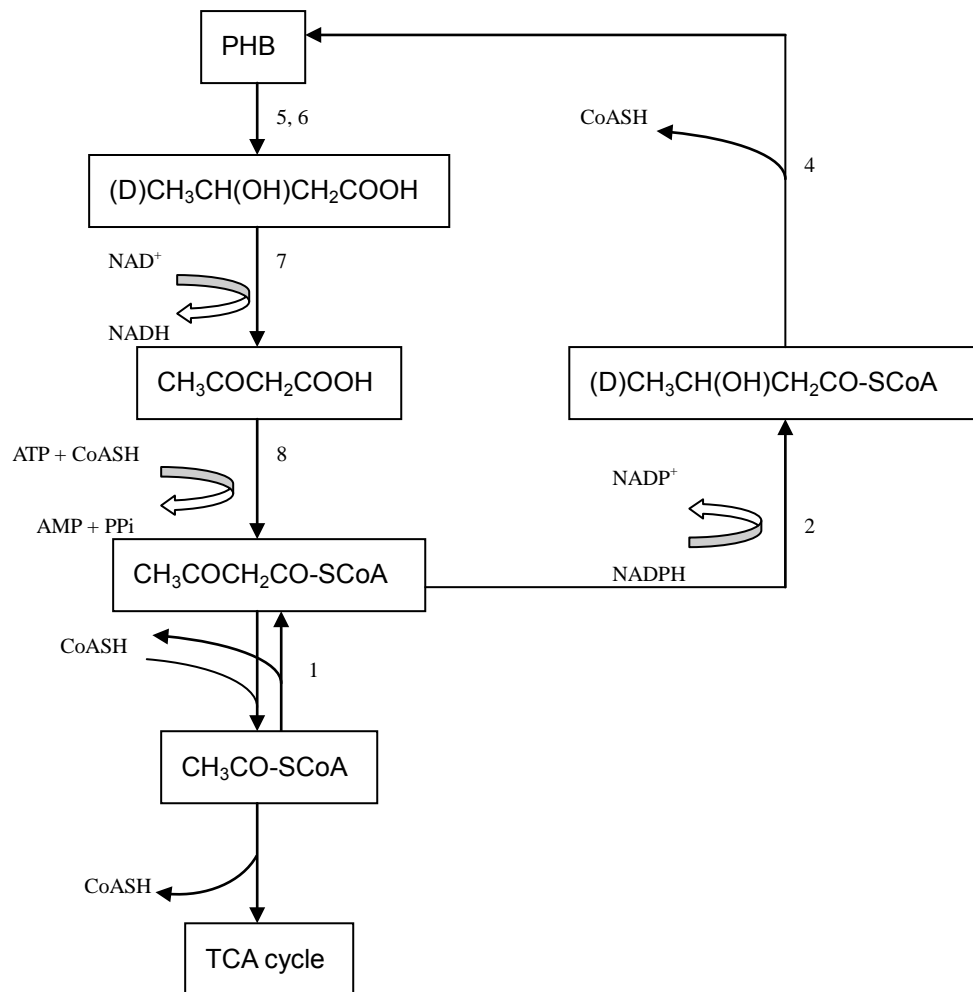 PHB
5, 6
CoASH
4
(D)CH₃CH(OH)CH₂COOH
NAD⁺
7
NADH
CH₃COCH₂COOH
(D)CH₃CH(OH)CH₂CO-SCoA
ATP + CoASH
8
NADP⁺
2
AMP + PPi
CH₃COCH₂CO-SCoA
NADPH
CoASH
1
CH₃CO-SCoA
CoASH
TCA cycle